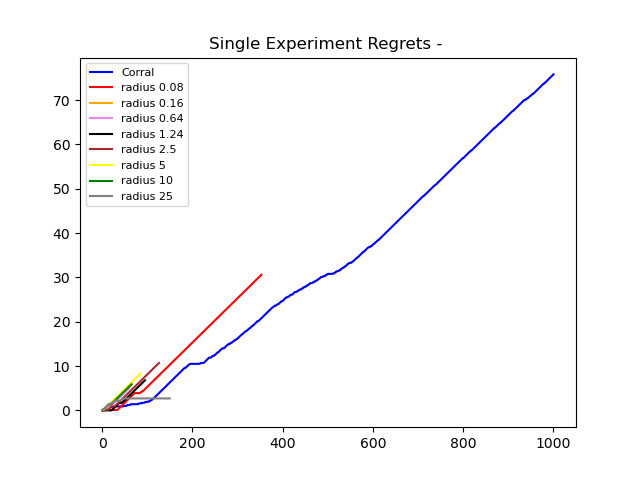 Single Experiment Regrets -
Corral
radius 0.08
radius 0.16
radius 0.64
radius 1.24
radius 2.5
radius 5
radius 10
radius 25
70
60
50
40
30
20
10
0
0 200 400 600 800 1000